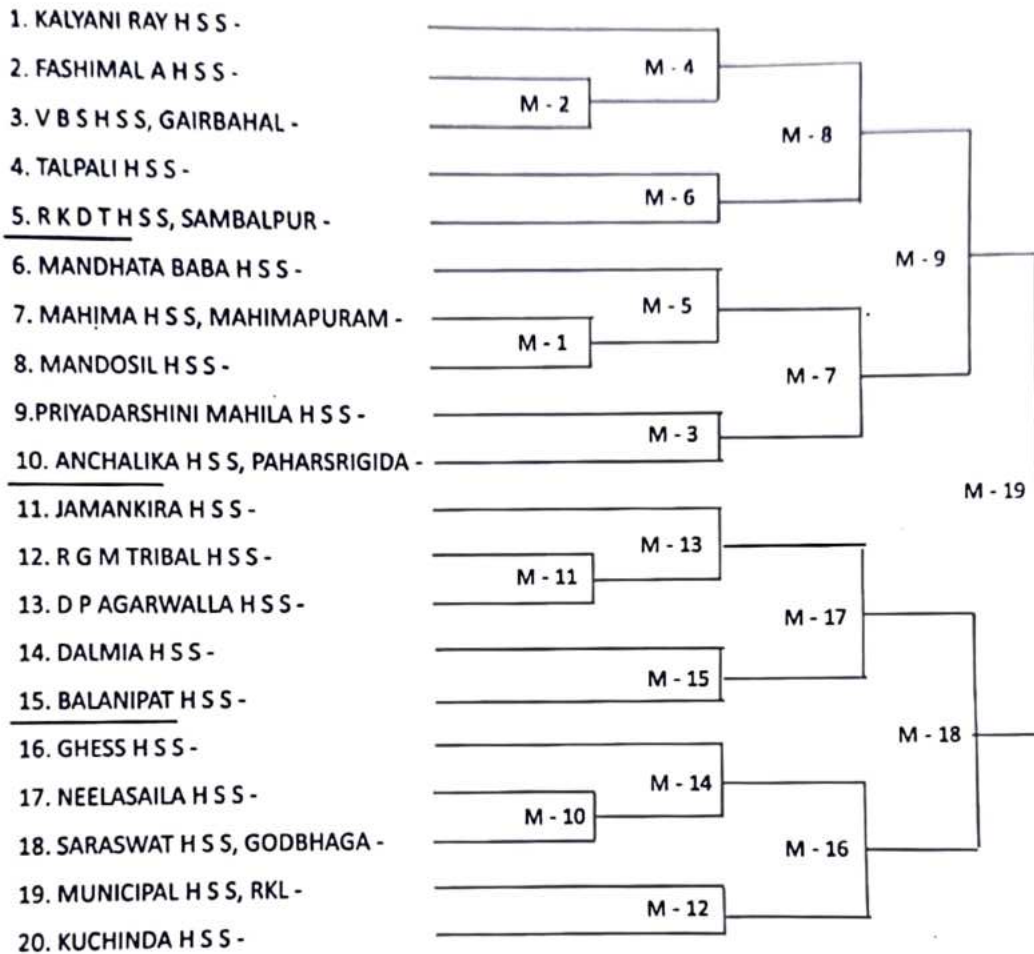 1. KALYANI RAY H S S -
M - 4
2. FASHIMAL A H S S -
M - 2
3. V B S H S S, GAIRBAHAL -
M - 8
4. TALPALI H S S -
M - 6
5. R K D T H S S, SAMBALPUR -
M - 9
6. MANDHATA BABA H S S -
M - 5
7. MAHIMA H S S, MAHIMAPURAM -
M - 1
8. MANDOSIL H S S -
M - 7
9.PRIYADARSHINI MAHILA H S S -
M - 3
10. ANCHALIKA H S S, PAHARSRIGIDA -
M - 19
11. JAMANKIRA H S S -
M - 13
12. R G M TRIBAL H S S -
M - 11
13. D P AGARWALLA H S S -
M - 17
14. DALMIA H S S -
M - 15
15. BALANIPAT H S S -
M - 18
16. GHESS H S S -
M - 14
17. NEELASAILA H S S -
M - 10
18. SARASWAT H S S, GODBHAGA -
M - 16
19. MUNICIPAL H S S, RKL -
M - 12
20. KUCHINDA H S S -